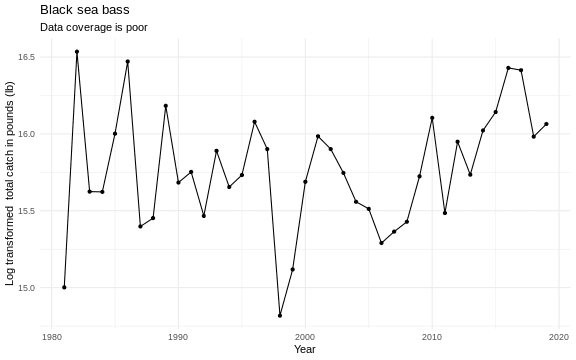 Black sea bass
Data coverage is poor
Log transformed  total catch in pounds (lb)
16.5
16.0
15.5
15.0
1980 1990 2000 2010 2020
Year